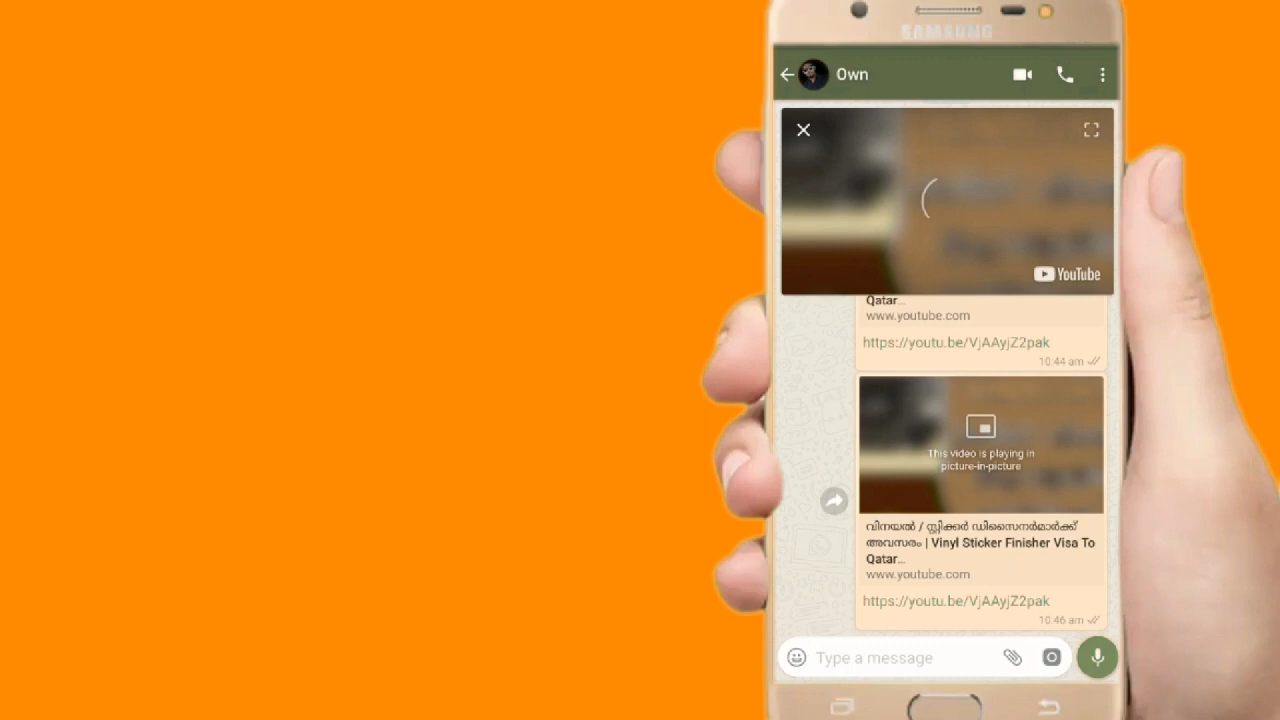 SAMSUNG
Own
YouTube
Qatar...
www.youtube.com
https://youtu.be/VjAAyjZ2pak
10:44 am
This video is playing in
picture-in-picture
വിനയൽ / സ്റ്റിക്കർ ഡിസൈനർമാർക്ക്
അവസരം | Vinyl Sticker Finisher Visa To
Qatar...
www.youtube.com
https://youtu.be/VjAAyjZ2pak
10:46 am
Type a message